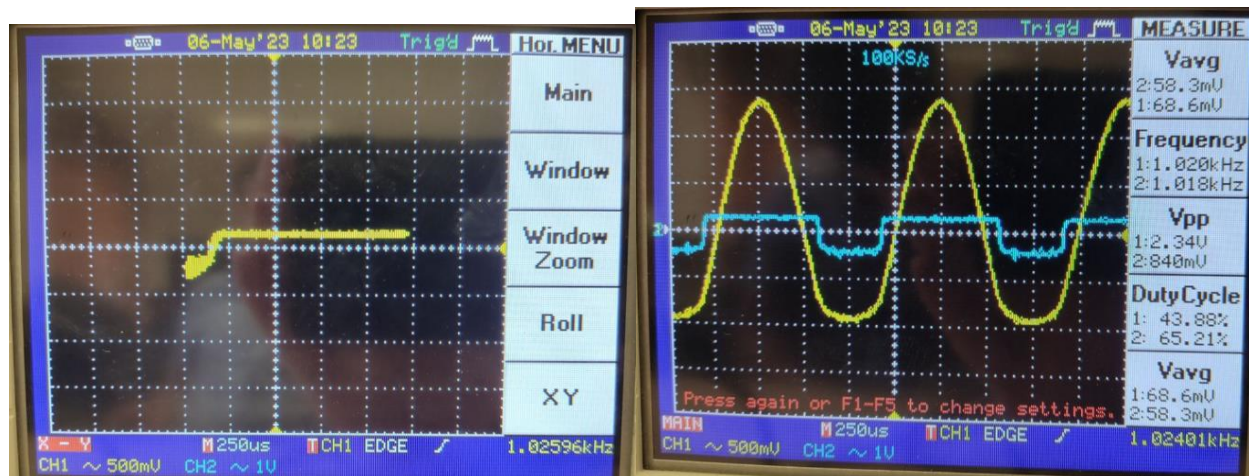 06-May'23 10:23 Trig'd
Hor. MENU
Main
Window
Window
Zoom
Roll
XY
X - Y
M 250us
T CH1 EDGE
1.02596kHz
CH1 ~ 500mV
CH2 ~ 1V
06-May'23 10:23 Trig'd
MEASURE
100KS/s
Vavg
2:58.3mV
1:68.6mV
Frequency
1:1.020kHz
2:1.018kHz
2
Vpp
1:2.34V
2:840mV
DutyCycle
1: 43.88%
2: 65.21%
Vavg
1:68.6mV
2:58.3mV
Press again or F1-F5 to change settings.
MAIN
M 250us
T CH1 EDGE
1.02401kHz
CH1 ~ 500mV
CH2 ~ 1V